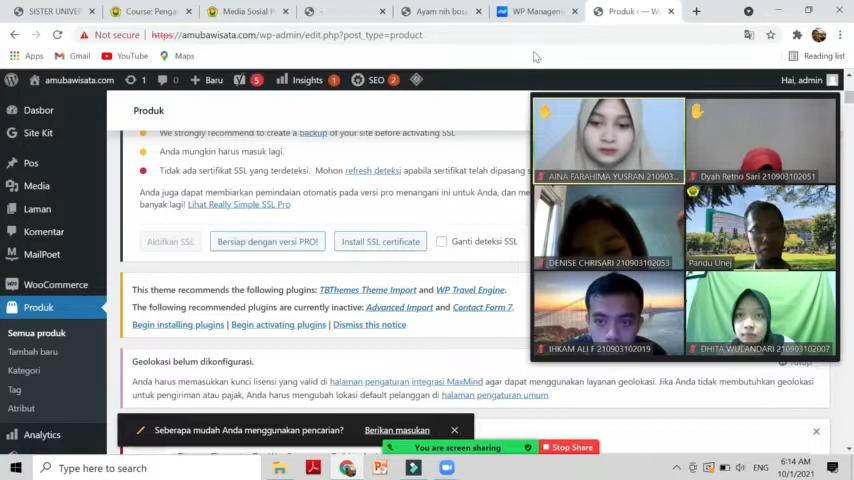 SISTER UNIVER
Course: Pengan
Media Sosial P
Ayam nih bos
WP Managem
Produk ‹ — W
Not secure
https://amubawisata.com/wp-admin/edit.php?post_type=product
Apps
Gmail
YouTube
Maps
Reading list
amubawisata.com
1
0
Baru
5
Insights
1
SEO
2
Hai, admin
Dasbor
Site Kit
Pos
Media
Laman
Komentar
MailPoet
WooCommerce
Produk
Semua produk
Tambah baru
Kategori
Tag
Atribut
Analytics
Produk
We strongly recommend to create a backup of your site before activating SSL
Anda mungkin harus masuk lagi.
Tidak ada sertifikat SSL yang terdeteksi. Mohon refresh deteksi apabila sertifikat telah dipasang
Anda juga dapat membiarkan pemindaian otomatis pada versi pro menangani ini untuk Anda, dan
banyak lagi! Lihat Really Simple SSL Pro
Aktifkan SSL
Bersiap dengan versi PRO!
Install SSL certificate
Ganti deteksi SSL
This theme recommends the following plugins: TBThemes Theme Import and WP Travel Engine.
The following recommended plugins are currently inactive: Advanced Import and Contact Form 7.
Begin installing plugins | Begin activating plugins | Dismiss this notice
Geolokasi belum dikonfigurasi.
Anda harus memasukkan kunci lisensi yang valid di halaman pengaturan integrasi MaxMind agar dapat menggunakan layanan geolokasi. Jika Anda tidak membutuhkan geolokasi
untuk pengiriman atau pajak, Anda harus mengubah lokasi default pelanggan di halaman pengaturan umum.
AINA FARAHIMA YUSRAN 210903...
Dyah Retno Sari 210903102051
DENISE CHRISARI 210903102053
Pandu Unej
IHKAM ALI F 210903102019
DHITA WULANDARI 210903102007
Seberapa mudah Anda menggunakan pencarian?
Berikan masukan
You are screen sharing
Stop Share
Type here to search
ENG
6:14 AM
10/1/2021